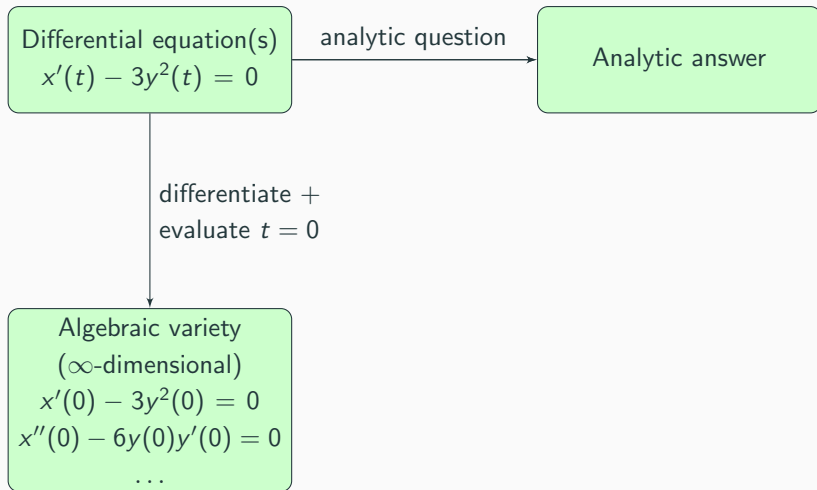 Differential equation(s)
x′(t) − 3y²(t) = 0
analytic question
Analytic answer
differentiate +
evaluate t = 0
Algebraic variety
(∞-dimensional)
x′(0) − 3y²(0) = 0
x″(0) − 6y(0)y′(0) = 0
...